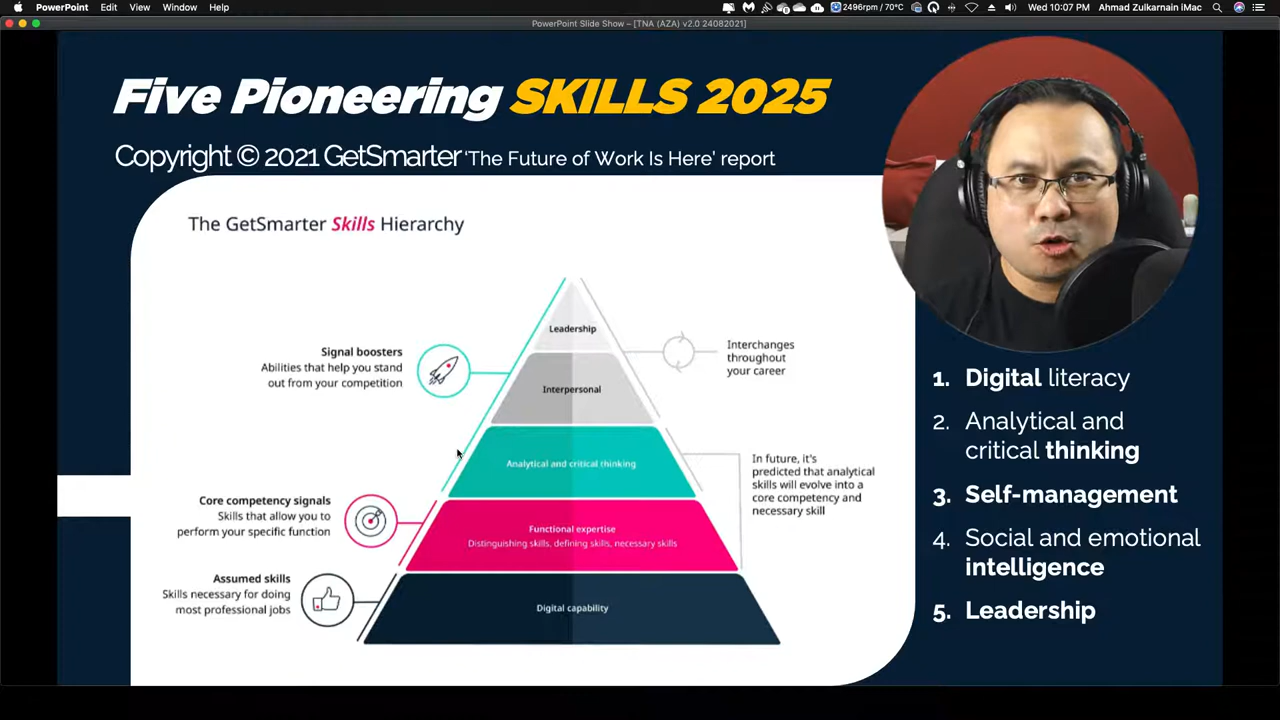 PowerPoint Edit View Window Help
2496rpm / 70°C
Wed 10:07 PM Ahmad Zulkarnain iMac
PowerPoint Slide Show – [TNA (AZA) v2.0 24082021]
Five Pioneering SKILLS 2025
Copyright © 2021 GetSmarter 'The Future of Work Is Here' report
The GetSmarter Skills Hierarchy
Leadership
Interpersonal
Analytical and critical thinking
Functional expertise
Distinguishing skills, defining skills, necessary skills
Digital capability
Signal boosters
Abilities that help you stand
out from your competition
Core competency signals
Skills that allow you to
perform your specific function
Assumed skills
Skills necessary for doing
most professional jobs
Interchanges
throughout
your career
In future, it's
predicted that analytical
skills will evolve into a
core competency and
necessary skill
1. Digital literacy
2. Analytical and
critical thinking
3. Self-management
4. Social and emotional
intelligence
5. Leadership